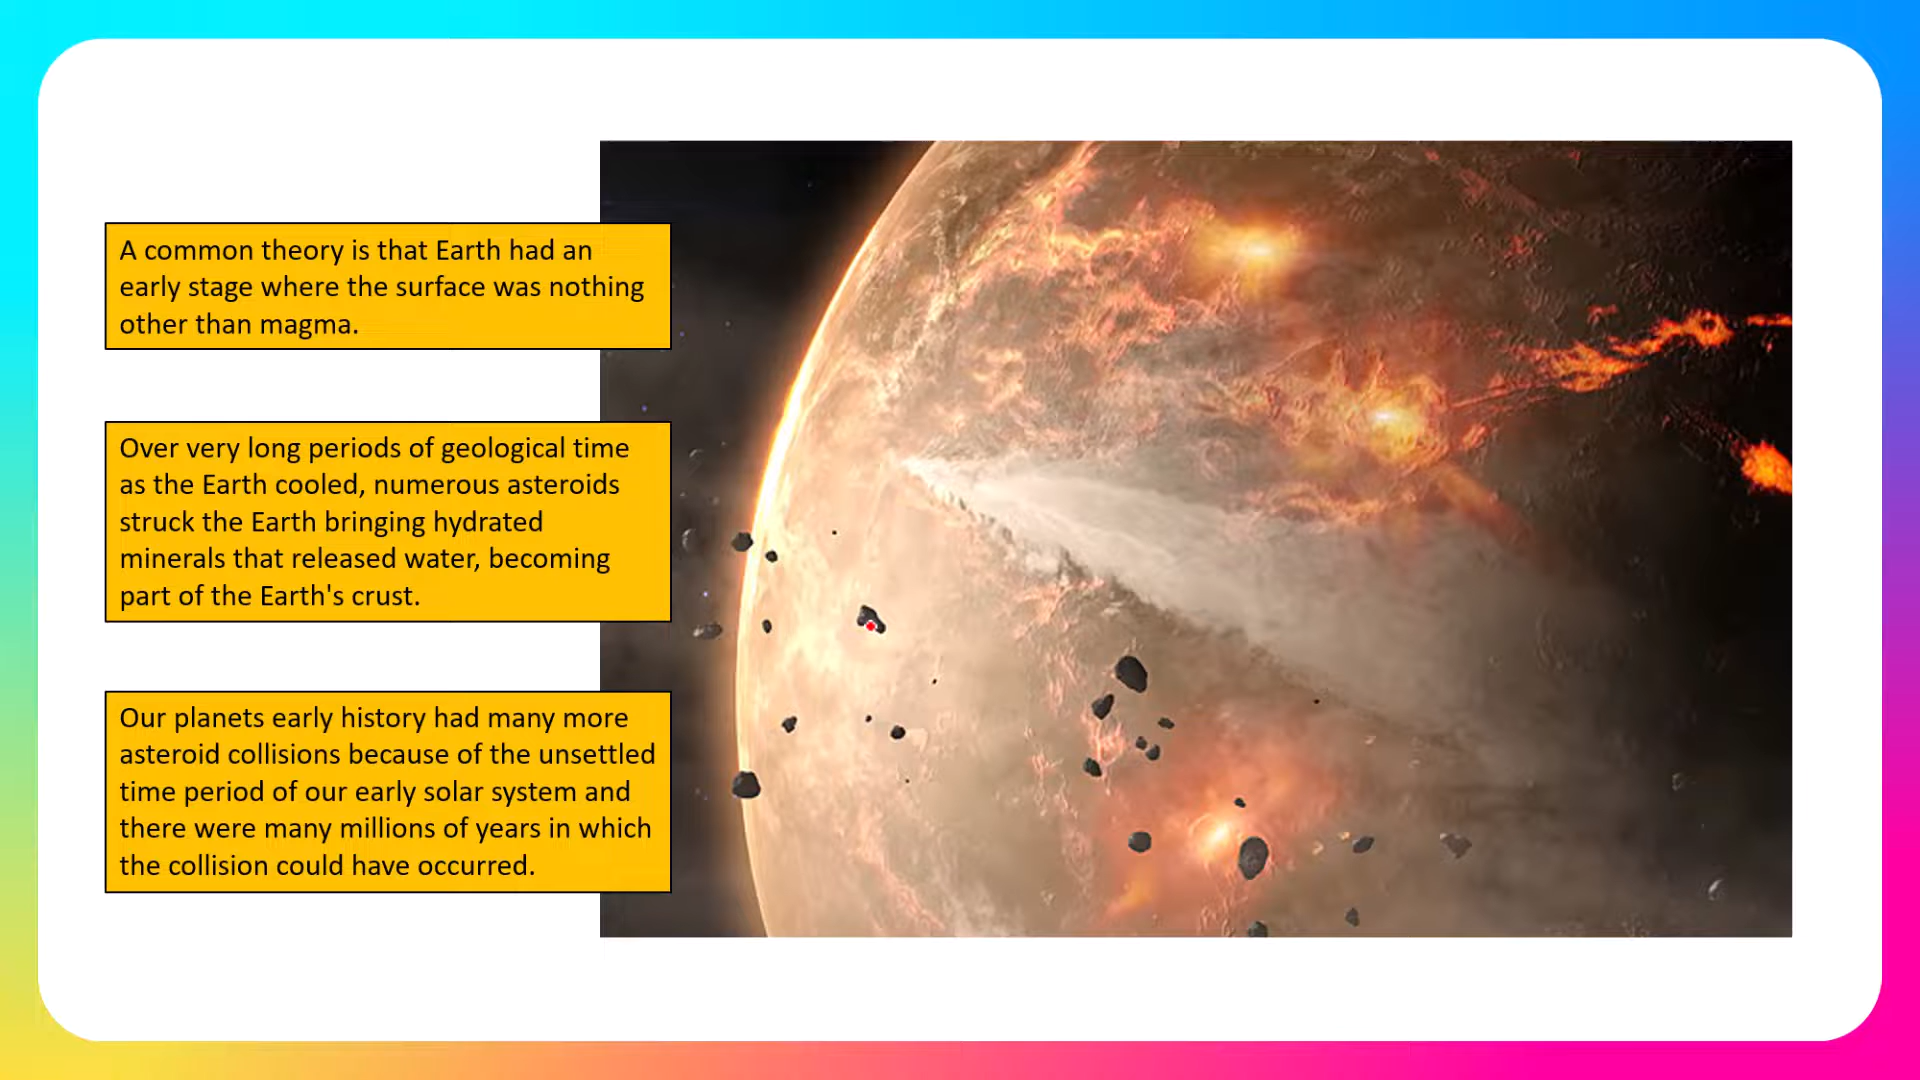 A common theory is that Earth had an
early stage where the surface was nothing
other than magma.
Over very long periods of geological time
as the Earth cooled, numerous asteroids
struck the Earth bringing hydrated
minerals that released water, becoming
part of the Earth's crust.
Our planets early history had many more
asteroid collisions because of the unsettled
time period of our early solar system and
there were many millions of years in which
the collision could have occurred.